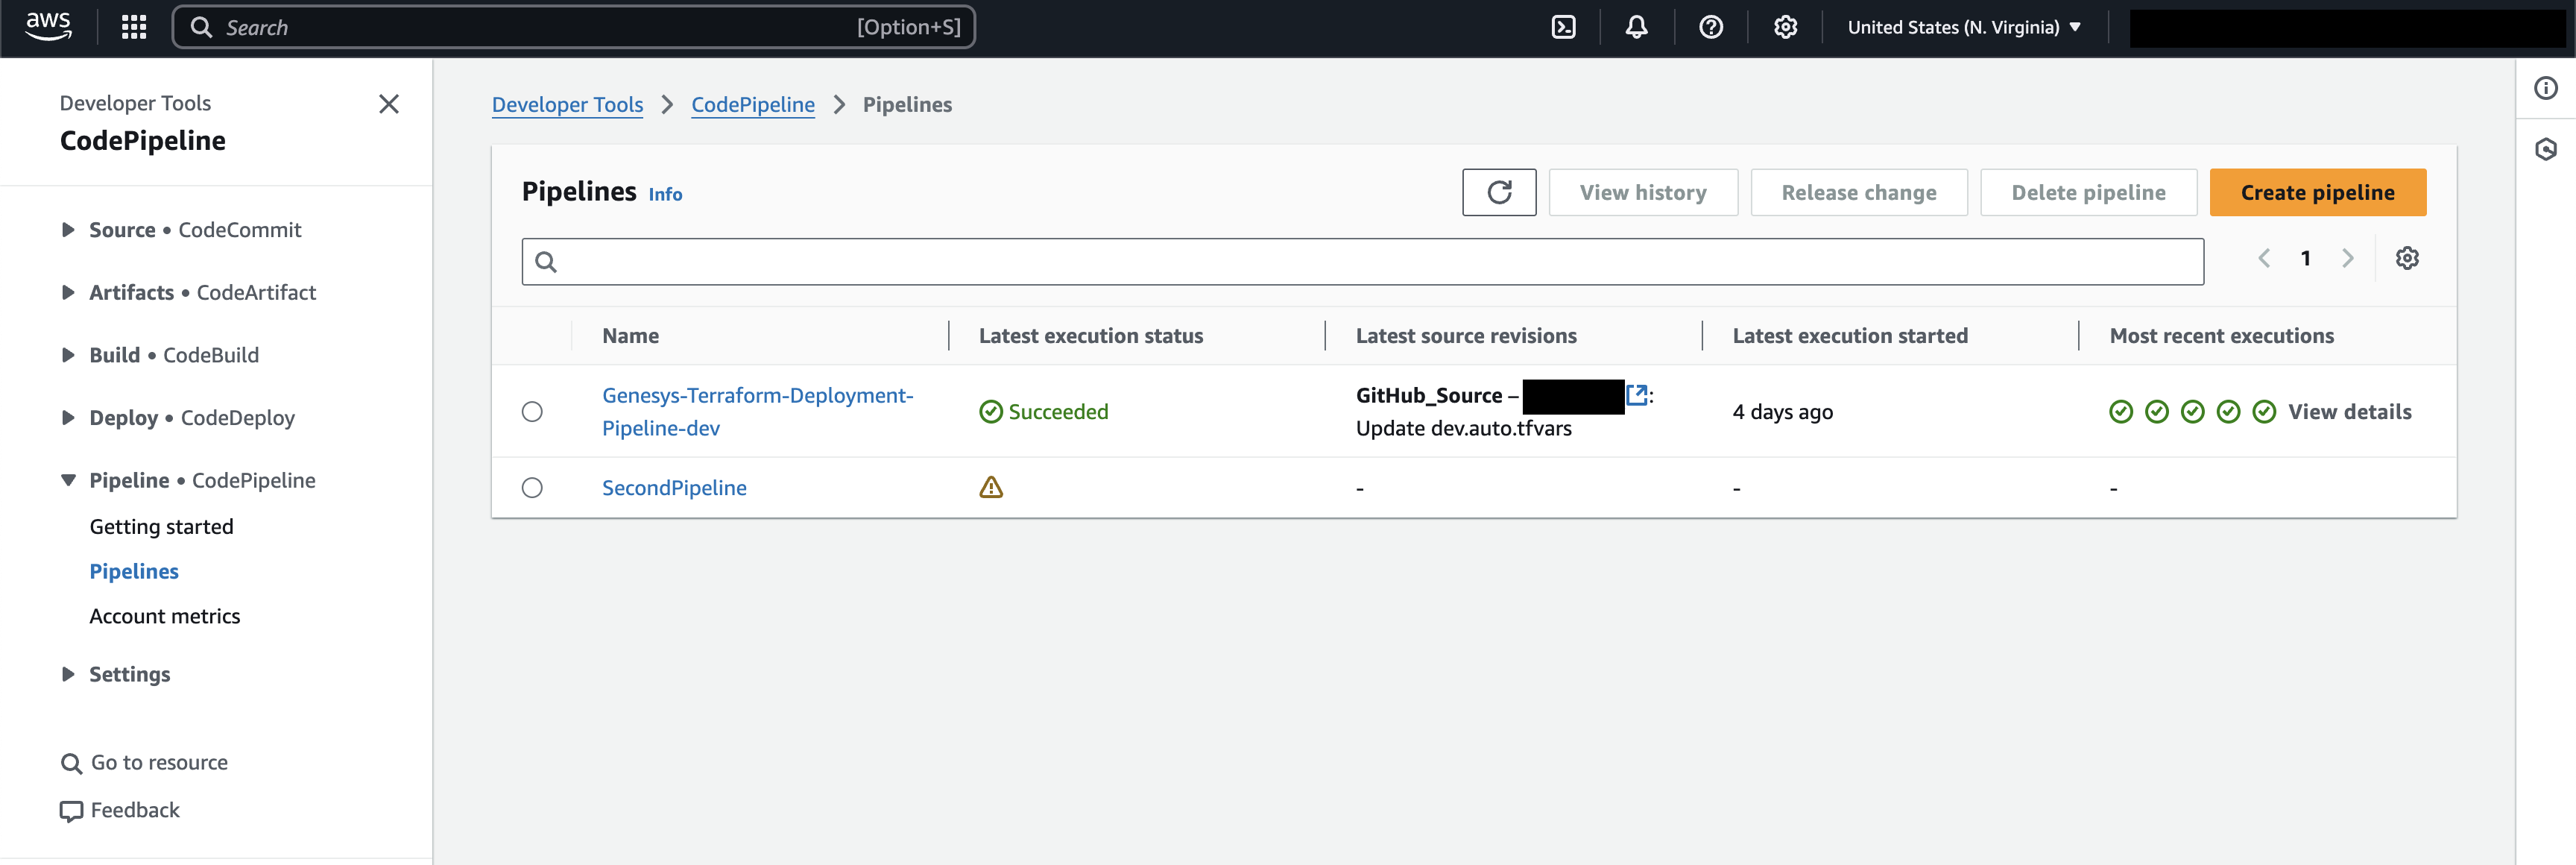 aws
Search [Option+S]
United States (N. Virginia)
Developer Tools
CodePipeline
Source • CodeCommit
Artifacts • CodeArtifact
Build • CodeBuild
Deploy • CodeDeploy
Pipeline • CodePipeline
Getting started
Pipelines
Account metrics
Settings
Go to resource
Feedback
Developer Tools > CodePipeline > Pipelines
Pipelines Info
View history
Release change
Delete pipeline
Create pipeline
1
Name Latest execution status Latest source revisions Latest execution started Most recent executions
Genesys-Terraform-Deployment-
Pipeline-dev
Succeeded
GitHub_Source – :
Update dev.auto.tfvars
4 days ago
View details
SecondPipeline - - -